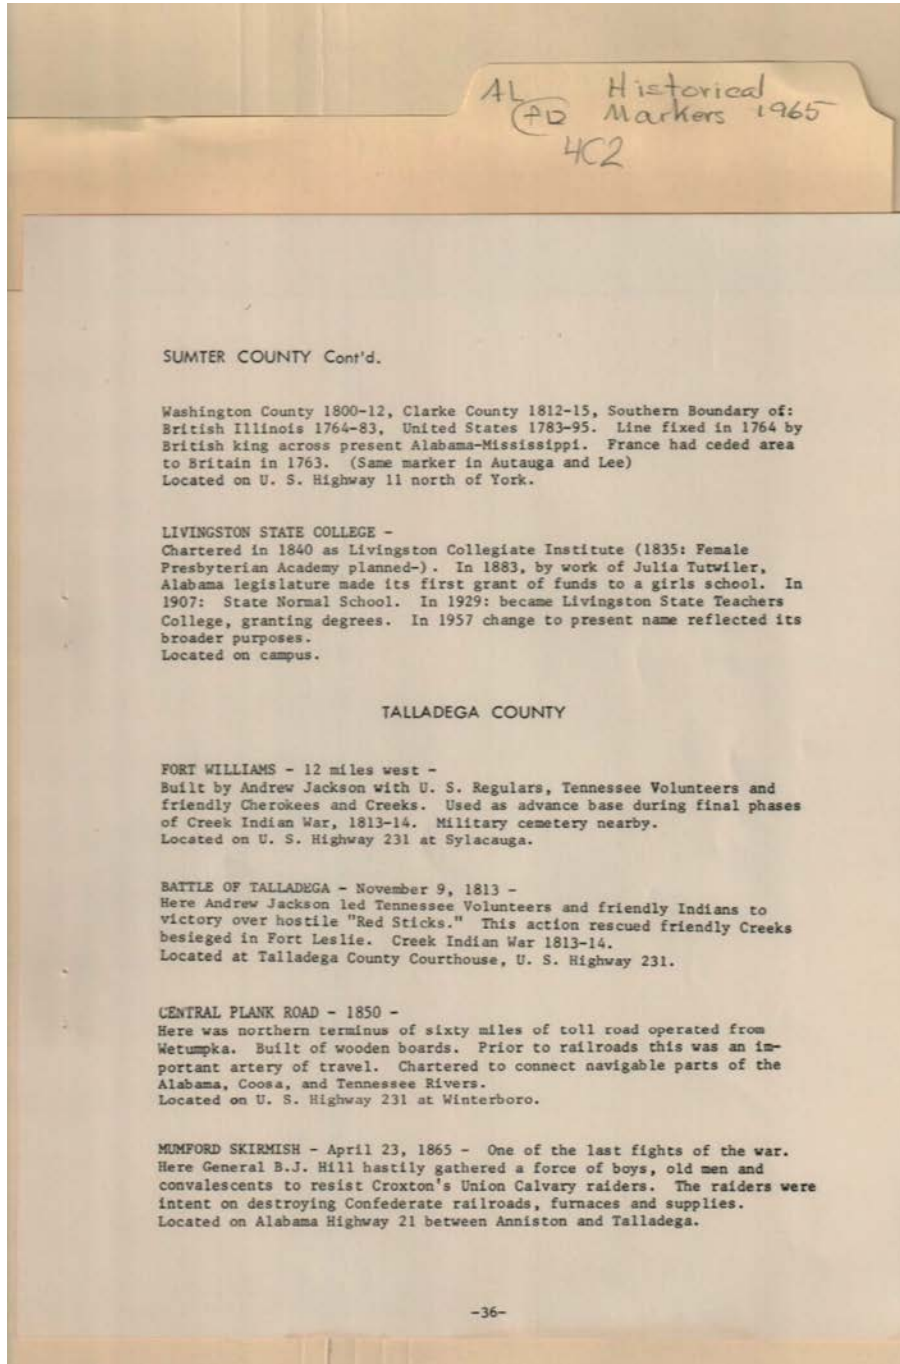 AL Historical
PD Markers 1965
4C2
SUMTER COUNTY Cont'd.
Washington County 1800-12, Clarke County 1812-15, Southern Boundary of:
British Illinois 1764-83, United States 1783-95. Line fixed in 1764 by
British king across present Alabama-Mississippi. France had ceded area
to Britain in 1763. (Same marker in Autauga and Lee)
Located on U. S. Highway 11 north of York.
LIVINGSTON STATE COLLEGE -
Chartered in 1840 as Livingston Collegiate Institute (1835: Female
Presbyterian Academy planned-). In 1883, by work of Julia Tutwiler,
Alabama legislature made its first grant of funds to a girls school. In
1907: State Normal School. In 1929: became Livingston State Teachers
College, granting degrees. In 1957 change to present name reflected its
broader purposes.
Located on campus.
TALLADEGA COUNTY
FORT WILLIAMS - 12 miles west -
Built by Andrew Jackson with U. S. Regulars, Tennessee Volunteers and
friendly Cherokees and Creeks. Used as advance base during final phases
of Creek Indian War, 1813-14. Military cemetery nearby.
Located on U. S. Highway 231 at Sylacauga.
BATTLE OF TALLADEGA - November 9, 1813 -
Here Andrew Jackson led Tennessee Volunteers and friendly Indians to
victory over hostile "Red Sticks." This action rescued friendly Creeks
besieged in Fort Leslie. Creek Indian War 1813-14.
Located at Talladega County Courthouse, U. S. Highway 231.
CENTRAL PLANK ROAD - 1850 -
Here was northern terminus of sixty miles of toll road operated from
Wetumpka. Built of wooden boards. Prior to railroads this was an im-
portant artery of travel. Chartered to connect navigable parts of the
Alabama, Coosa, and Tennessee Rivers.
Located on U. S. Highway 231 at Winterboro.
MUMFORD SKIRMISH - April 23, 1865 - One of the last fights of the war.
Here General B.J. Hill hastily gathered a force of boys, old men and
convalescents to resist Croxton's Union Calvary raiders. The raiders were
intent on destroying Confederate railroads, furnaces and supplies.
Located on Alabama Highway 21 between Anniston and Talladega.
-36-